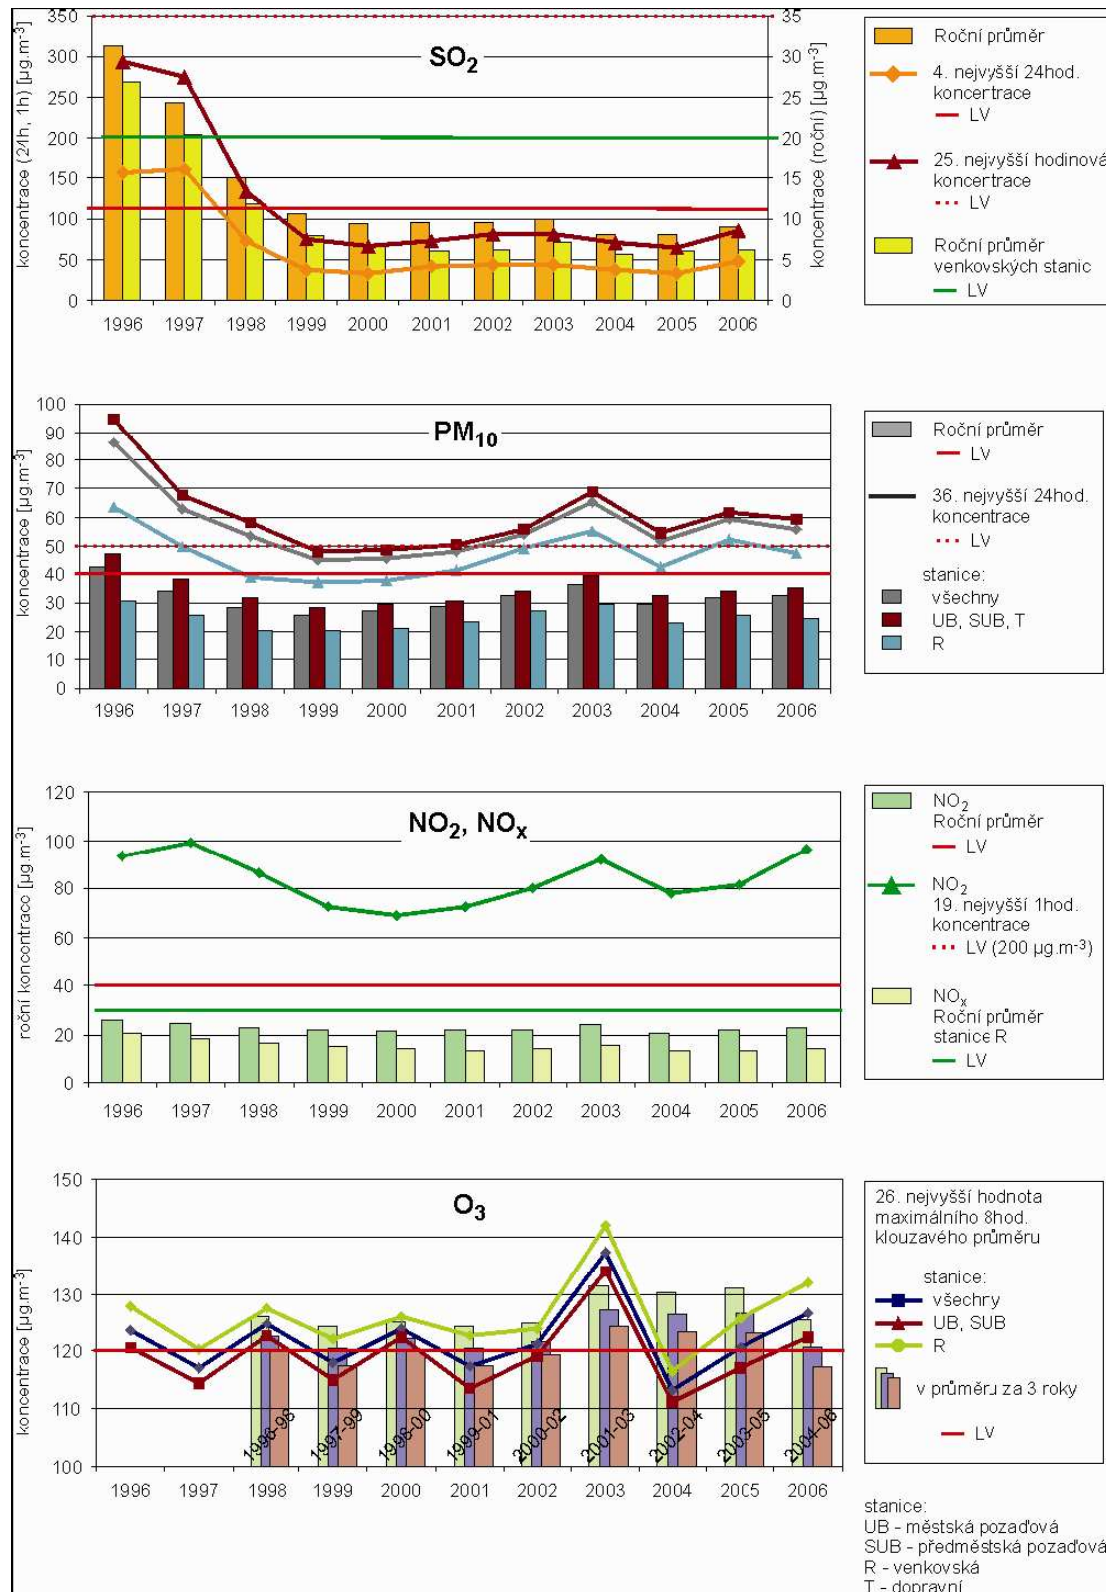 SO2
koncentrace (24h, 1h) [µg.m-3]
350
300
250
200
150
100
50
0
35
30
25
20
15
10
5
0
koncentrace (roční) [µg.m-3]
1996 1997 1998 1999 2000 2001 2002 2003 2004 2005 2006
Roční průměr
4. nejvyšší 24hod.
koncertrace
LV
25. nejvyšší hodinová
koncentrace
LV
Roční průměr
venkovských stanic
LV
PM10
koncentrace [µg.m-3]
100
90
80
70
60
50
40
30
20
10
0
1996 1997 1998 1999 2000 2001 2002 2003 2004 2005 2006
Roční průměr
LV
36. nejvyšší 24hod.
koncentrace
LV
stanice:
všechny
UB, SUB, T
R
NO2, NOx
roční koncontraco [µg.m-3]
120
100
80
60
40
20
0
1996 1997 1998 1999 2000 2001 2002 2003 2004 2005 2006
NO2
Roční průměr
LV
NO2
19. nejvyšší 1hod.
koncentrace
LV (200 µg.m-3)
NOx
Roční průměr
stanice R
LV
O3
koncentrace [µg.m-3]
150
140
130
120
110
100
1996-98 1997-99 1998-00 1999-01 2000-02 2001-03 2002-04 2003-05 2004-06
1996 1997 1998 1999 2000 2001 2002 2003 2004 2005 2006
26. nejvyšší hodnota
maximálního 8hod.
klouzavého průměru
stanice:
všechry
UB, SUB
R
v průměru za 3 roky
LV
stanice:
UB - městská pozaďová
SUB - předměstská pozaďová
R - venkovská
T - dopravní